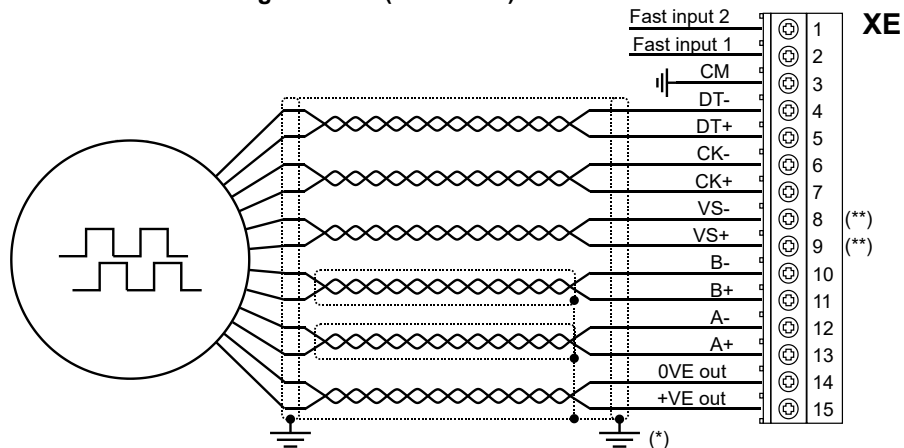 XE
Fast input 2 1
Fast input 1 2
CM 3
DT- 4
DT+ 5
CK- 6
CK+ 7
VS- 8 (**)
VS+ 9 (**)
B- 10
B+ 11
A- 12
A+ 13
0VE out 14
+VE out 15
(*)